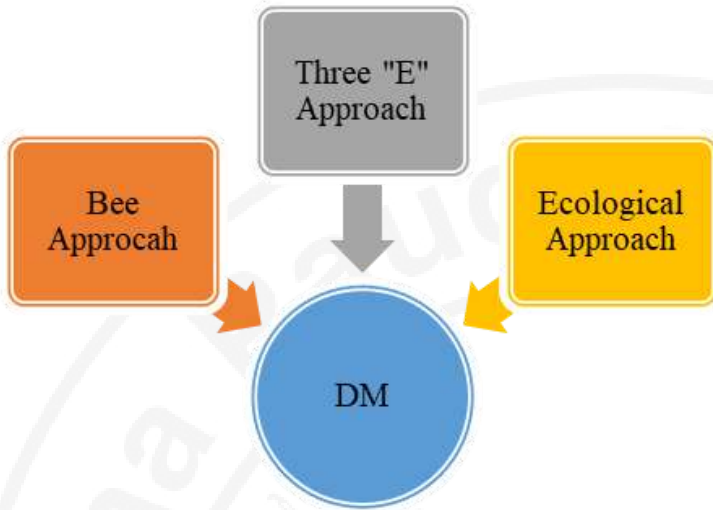 Three "E"
Approach
Bee
Approcah
Ecological
Approach
DM